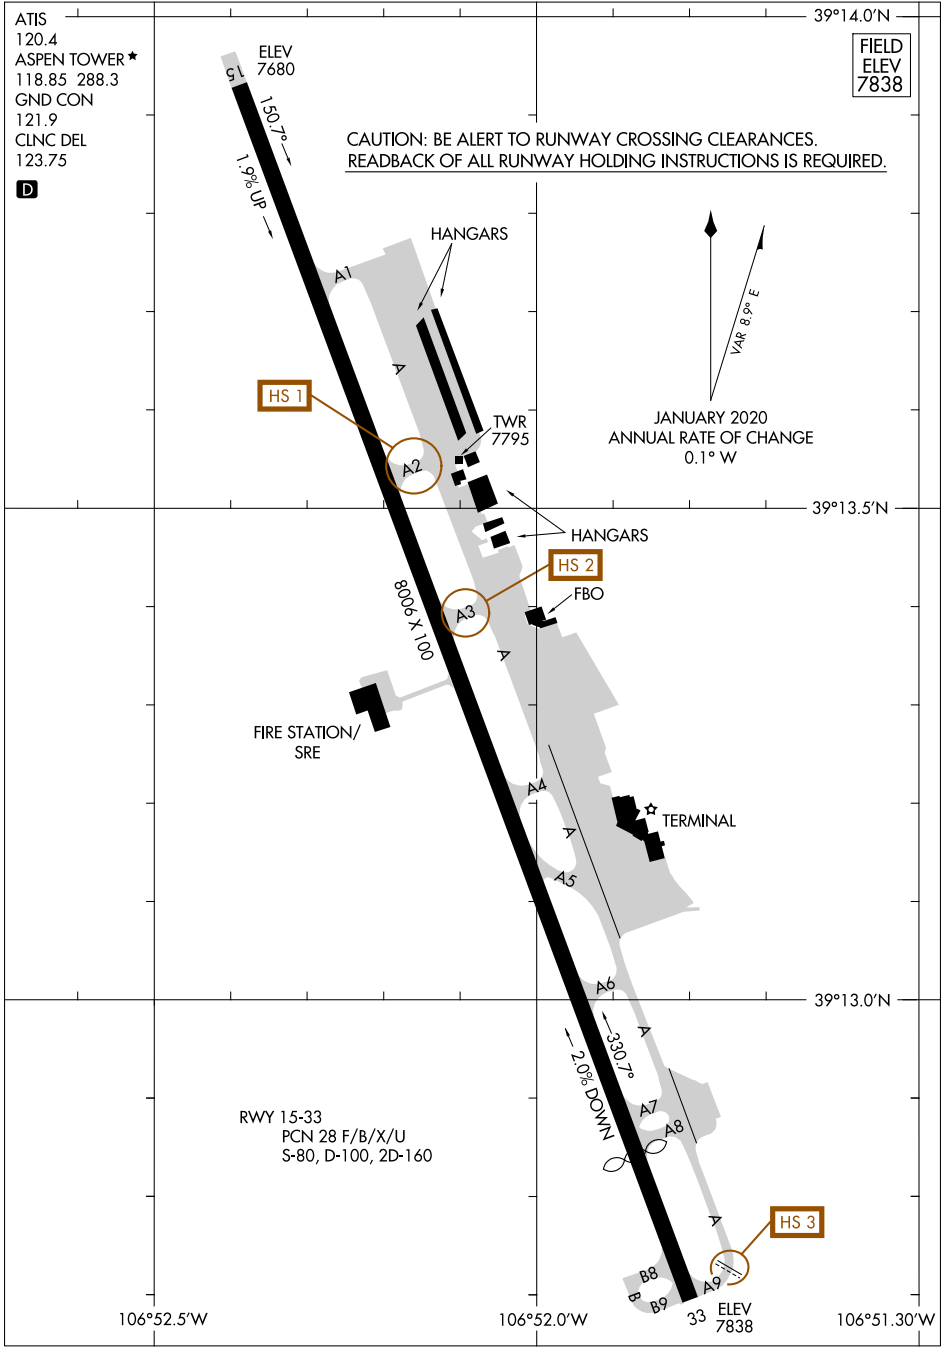 ATIS
120.4
ASPEN TOWER★
118.85 288.3
GND CON
121.9
CLNC DEL
123.75
D
ELEV
7680
15
150.7°
1.9% UP
39°14.0'N
FIELD
ELEV
7838
CAUTION: BE ALERT TO RUNWAY CROSSING CLEARANCES.
READBACK OF ALL RUNWAY HOLDING INSTRUCTIONS IS REQUIRED.
HANGARS
A1
A
VAR 8.9° E
JANUARY 2020
ANNUAL RATE OF CHANGE
0.1° W
HS 1
TWR
7795
A2
39°13.5'N
HANGARS
HS 2
FBO
8006 X 100
A3
A
FIRE STATION/
SRE
A4
A
TERMINAL
A5
A6
39°13.0'N
A
330.7°
2.0% DOWN
A7
A8
RWY 15-33
PCN 28 F/B/X/U
S-80, D-100, 2D-160
A
HS 3
B8
B
B9
A9
33
ELEV
7838
106°52.5'W
106°52.0'W
106°51.30'W